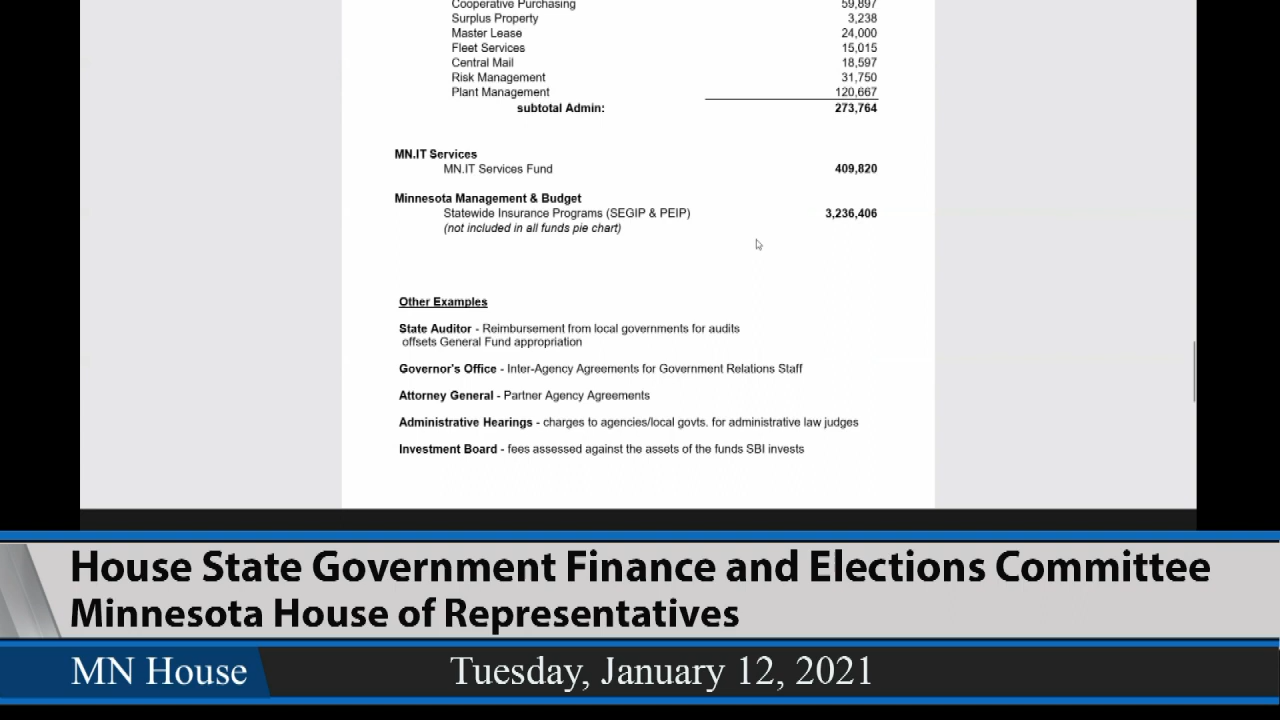 Cooperative Purchasing 59,897
Surplus Property 3,238
Master Lease 24,000
Fleet Services 15,015
Central Mail 18,597
Risk Management 31,750
Plant Management 120,667
subtotal Admin: 273,764
MN.IT Services
MN.IT Services Fund 409,820
Minnesota Management & Budget
Statewide Insurance Programs (SEGIP & PEIP) 3,236,406
(not included in all funds pie chart)
Other Examples
State Auditor - Reimbursement from local governments for audits
offsets General Fund appropriation
Governor's Office - Inter-Agency Agreements for Government Relations Staff
Attorney General - Partner Agency Agreements
Administrative Hearings - charges to agencies/local govts. for administrative law judges
Investment Board - fees assessed against the assets of the funds SBI invests
House State Government Finance and Elections Committee
Minnesota House of Representatives
MN House Tuesday, January 12, 2021